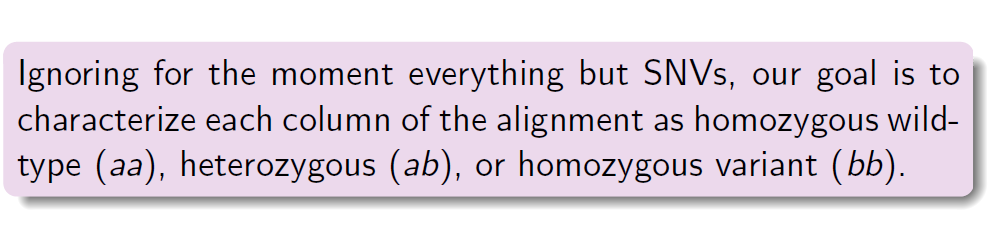 Ignoring for the moment everything but SNVs, our goal is to
characterize each column of the alignment as homozygous wild-
type (aa), heterozygous (ab), or homozygous variant (bb).